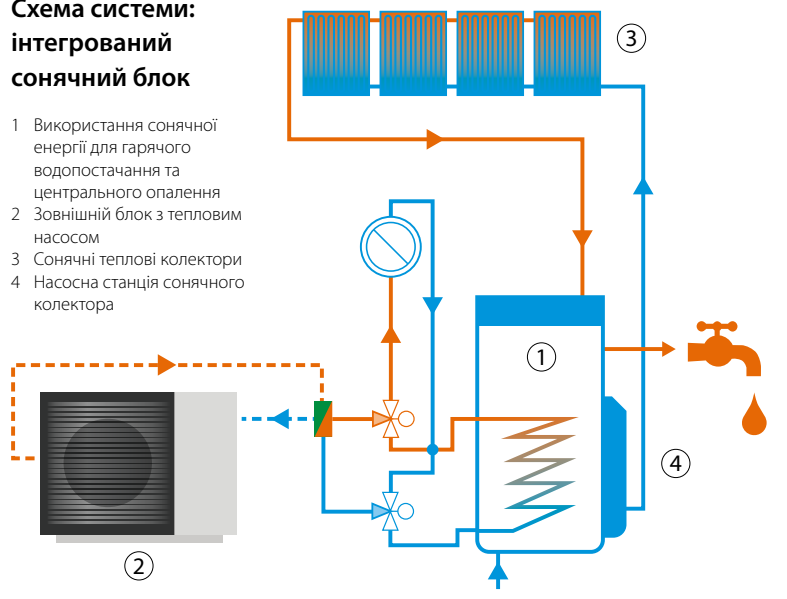 Схема системи:
інтегрований
сонячний блок
1 Використання сонячної
енергії для гарячого
водопостачання та
центрального опалення
2 Зовнішній блок з тепловим
насосом
3 Сонячні теплові колектори
4 Насосна станція сонячного
колектора
3
1
4
2